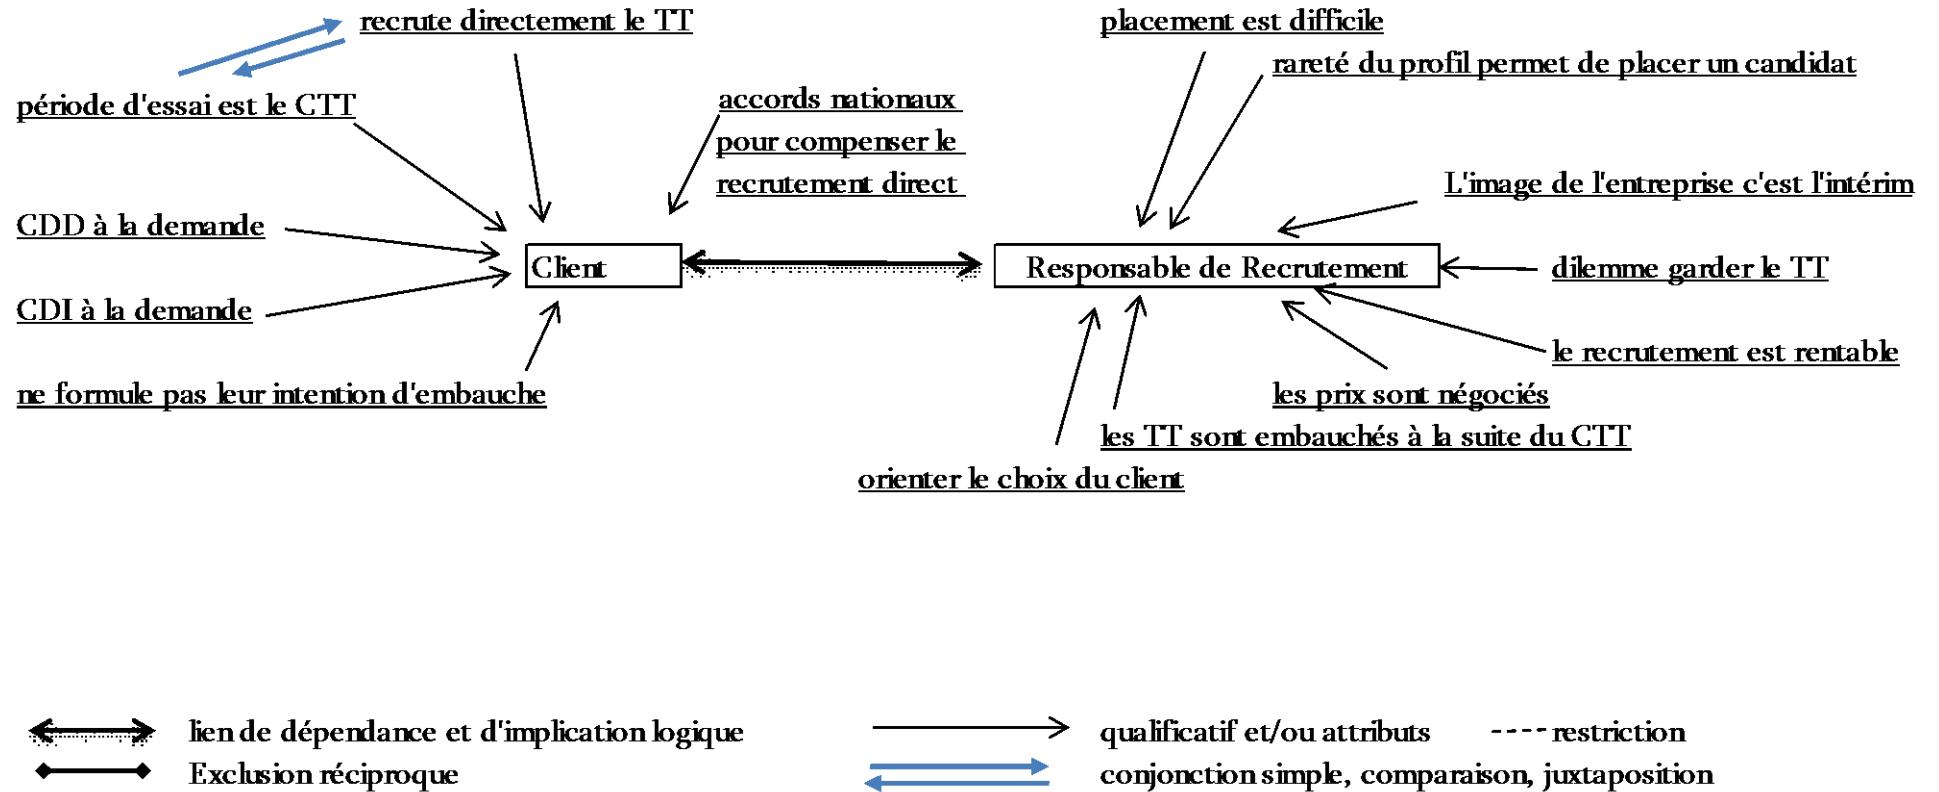 recrute directement le TT
placement est difficile
rareté du profil permet de placer un candidat
période d'essai est le CTT
accords nationaux
pour compenser le
recrutement direct
L'image de l'entreprise c'est l'intérim
CDD à la demande
Client
Responsable de Recrutement
dilemme garder le TT
CDI à la demande
le recrutement est rentable
ne formule pas leur intention d'embauche
les prix sont négociés
les TT sont embauchés à la suite du CTT
orienter le choix du client
lien de dépendance et d'implication logique
qualificatif et/ou attributs
restriction
Exclusion réciproque
conjonction simple, comparaison, juxtaposition